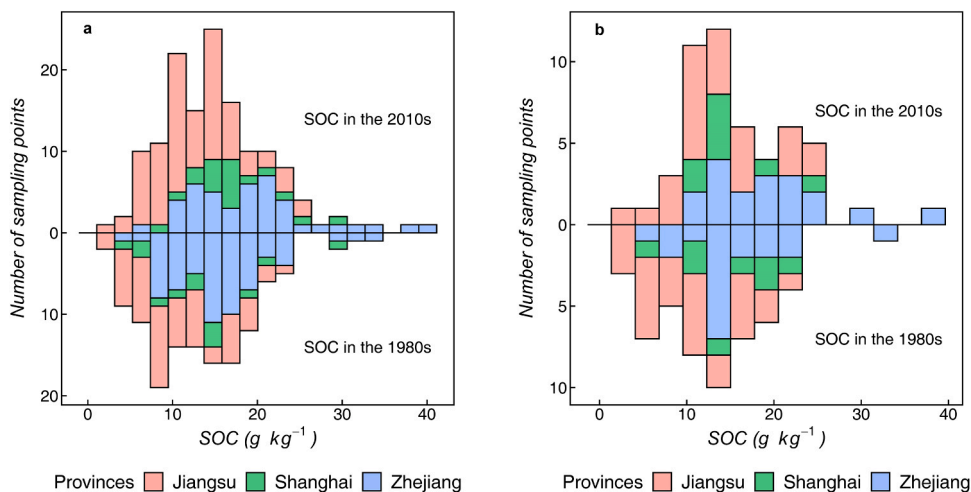 a
Number of sampling points
20
10
0
10
20
SOC in the 2010s
SOC in the 1980s
0 10 20 30 40
SOC (g kg⁻¹ )
Provinces Jiangsu Shanghai Zhejiang
b
Number of sampling points
10
5
0
5
10
SOC in the 2010s
SOC in the 1980s
0 10 20 30 40
SOC (g kg⁻¹ )
Provinces Jiangsu Shanghai Zhejiang